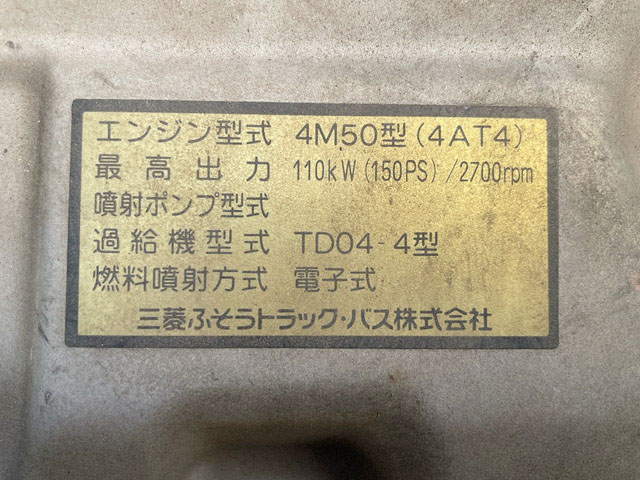 エンジン型式 4M50型(4AT4)
最高出力 110kW(150PS)/2700rpm
噴射ポンプ型式
過給機型式 TD04-4型
燃料噴射方式 電子式
三菱ふそうトラック・バス株式会社